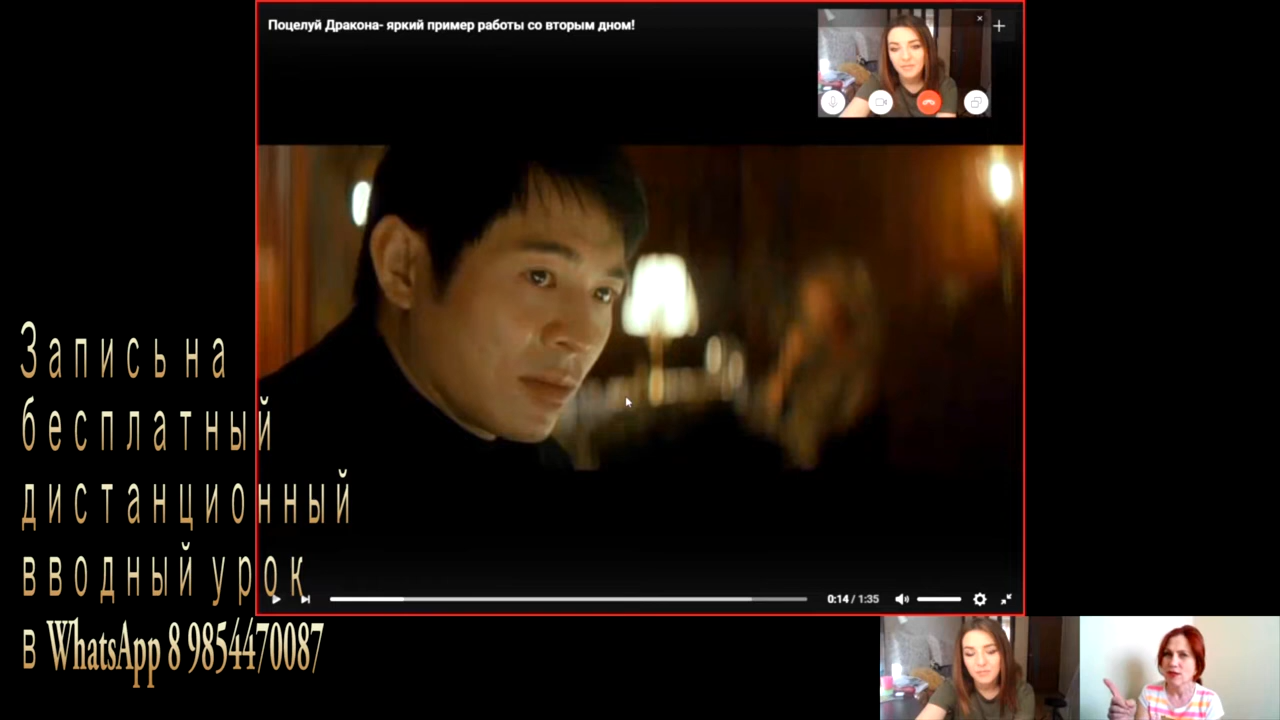 Поцелуй Дракона- яркий пример работы со вторым дном!
Запись на
бесплатный
дистанционный
вводный урок
в WhatsApp 8 9854470087
0:14 / 1:35